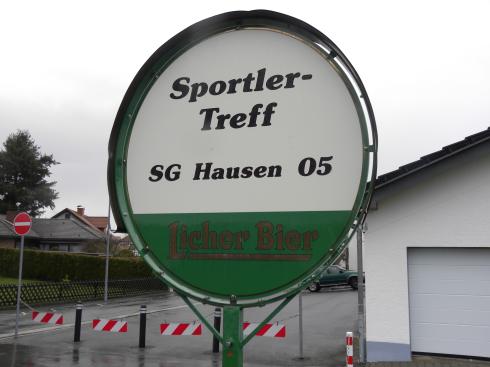 Sportler-
Treff
SG Hausen 05
Licher Bier